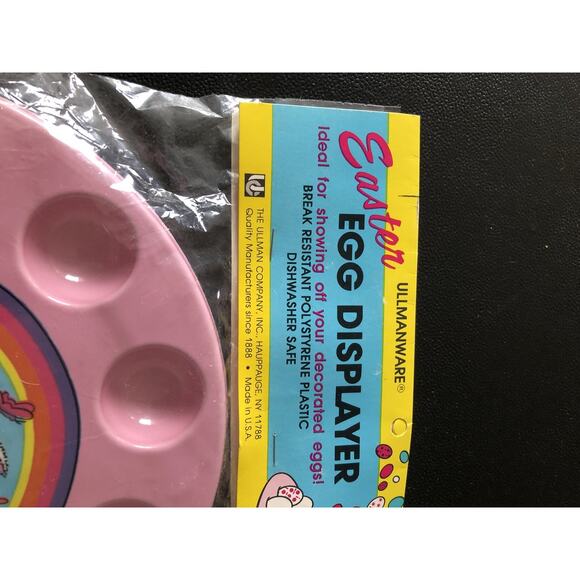 ULLMANWARE®
Easter
EGG DISPLAYER
Ideal for showing off your decorated eggs!
BREAK RESISTANT POLYSTYRENE PLASTIC
DISHWASHER SAFE
THE ULLMAN COMPANY, INC., HAUPPAUGE, NY 11788
Quality Manufacturers since 1888 • Made in U.S.A.